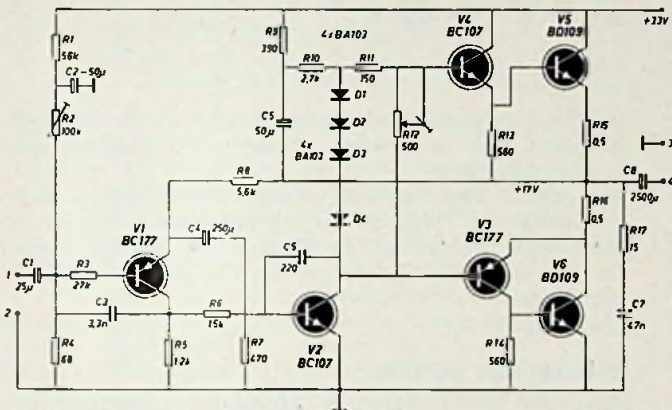 +33V
R1
56k
C2-50μ
R2
100k
R9
390
4xBA103
R10
2,7k
R11
150
V4
BC107
V5
BD109
D1
D2
D3
4x
BA103
C5
50μ
R12
500
R13
560
R15
0,5
3
4
C8
2500μ
R8
5,6k
+17V
R16
0,5
R17
15
V1
BC177
C4
250μ
D4
V3
BC177
V6
BD109
1
C1
25μ
R3
27k
C5
220
2
C3
3,3n
R6
15k
V2
BC107
R4
68
R5
1,2k
R7
470
R14
560
C7
47n